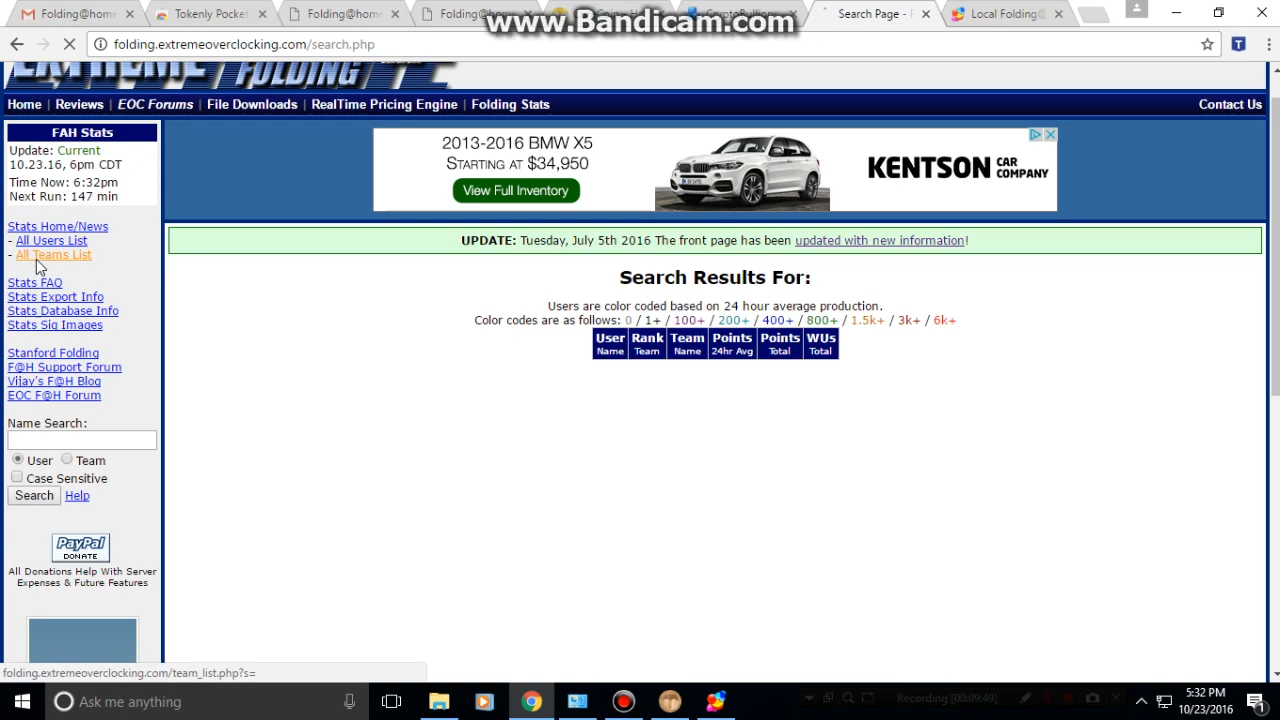 www.Bandicam.com
Folding@hom
Tokenly Pocket
Folding@home
Folding@home
Search Page - E
Local Folding@
folding.extremeoverclocking.com/search.php
EXTREME FOLDING
Home | Reviews | EOC Forums | File Downloads | RealTime Pricing Engine | Folding Stats
Contact Us
FAH Stats
Update: Current
10.23.16, 6pm CDT
Time Now: 6:32pm
Next Run: 147 min
Stats Home/News
- All Users List
- All Teams List
Stats FAQ
Stats Export Info
Stats Database Info
Stats Sig Images
Stanford Folding
F@H Support Forum
Vijay's F@H Blog
EOC F@H Forum
Name Search:
User Team
Case Sensitive
Search Help
PayPal
DONATE
All Donations Help With Server
Expenses & Future Features
2013-2016 BMW X5
STARTING AT $34,950
View Full Inventory
KENTSON CAR
COMPANY
UPDATE: Tuesday, July 5th 2016 The front page has been updated with new information!
Search Results For:
Users are color coded based on 24 hour average production.
Color codes are as follows: 0 / 1+ / 100+ / 200+ / 400+ / 800+ / 1.5k+ / 3k+ / 6k+
User Rank Team Points Points WUs
Name Team Name 24hr Avg Total Total
folding.extremeoverclocking.com/team_list.php?s=
Ask me anything
Recording [00:09:49]
5:32 PM
10/23/2016